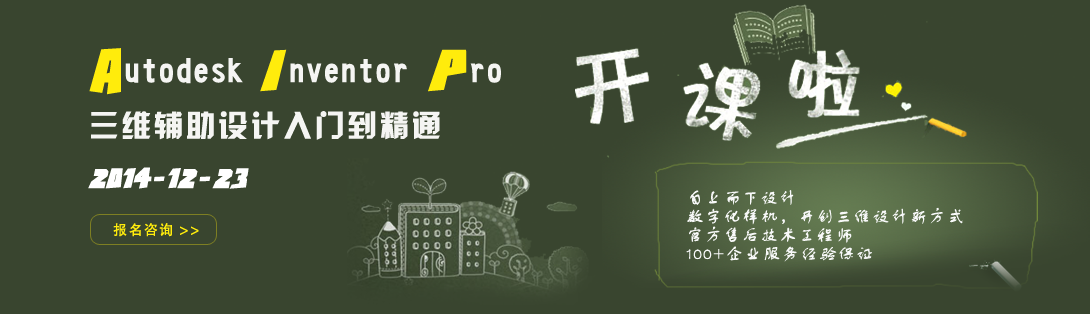 Autodesk Inventor Pro
三维辅助设计入门到精通
2014-12-23
报名咨询 >>
开课啦
自上而下设计
数字化样机，开创三维设计新方式
官方售后技术工程师
100+企业服务经验保证